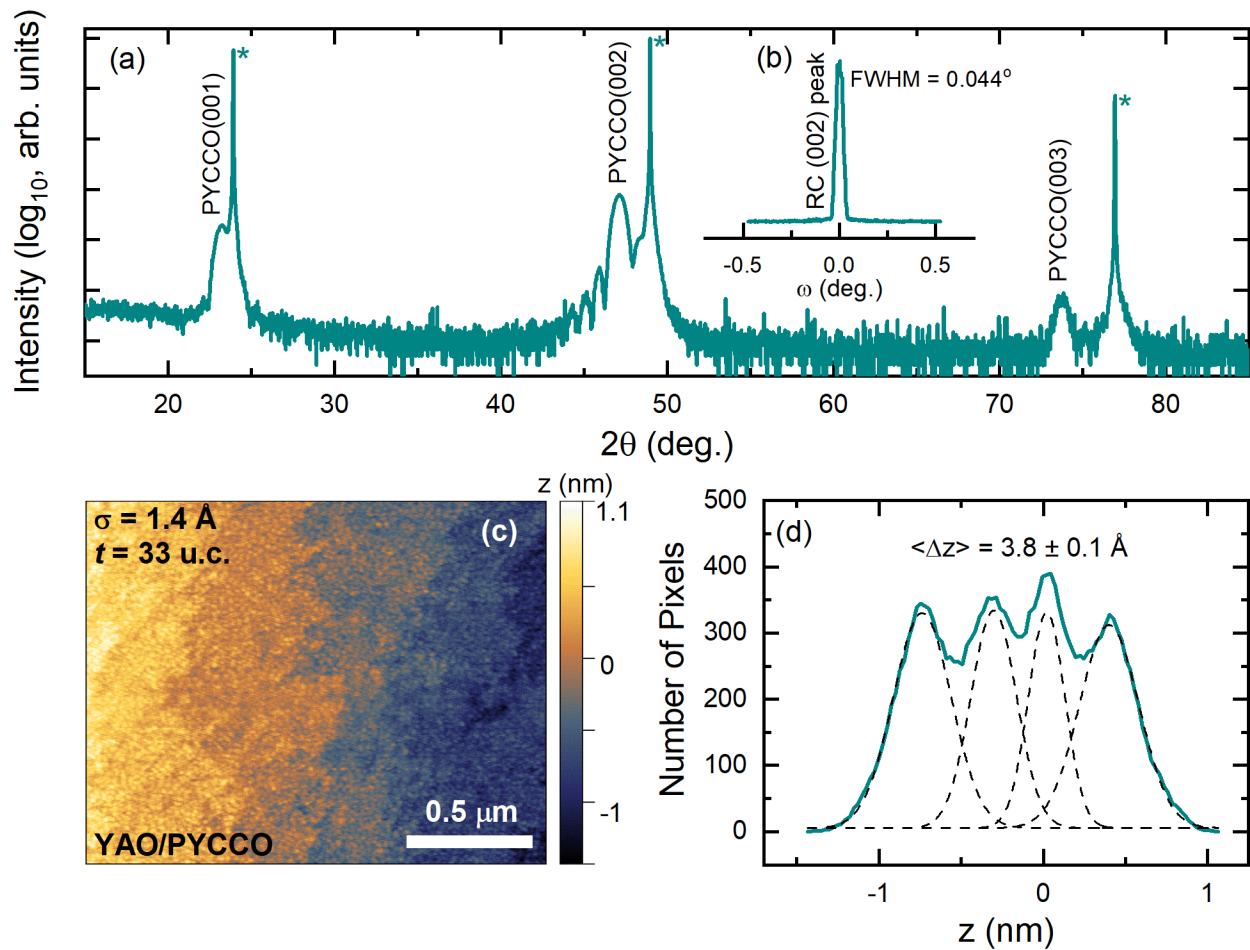 (a)
*
*
(b)
*
PYCCO(001)
PYCCO(002)
PYCCO(003)
RC (002) peak
FWHM = 0.044°
-0.5
0.0
0.5
ω (deg.)
Intensity (log₁₀, arb. units)
20
30
40
50
60
70
80
2θ (deg.)
σ = 1.4 Å
t = 33 u.c.
(c)
YAO/PYCCO
0.5 μm
z (nm)
1.1
0
-1
(d)
<Δz> = 3.8 ± 0.1 Å
500
400
300
200
100
0
Number of Pixels
-1
0
1
z (nm)